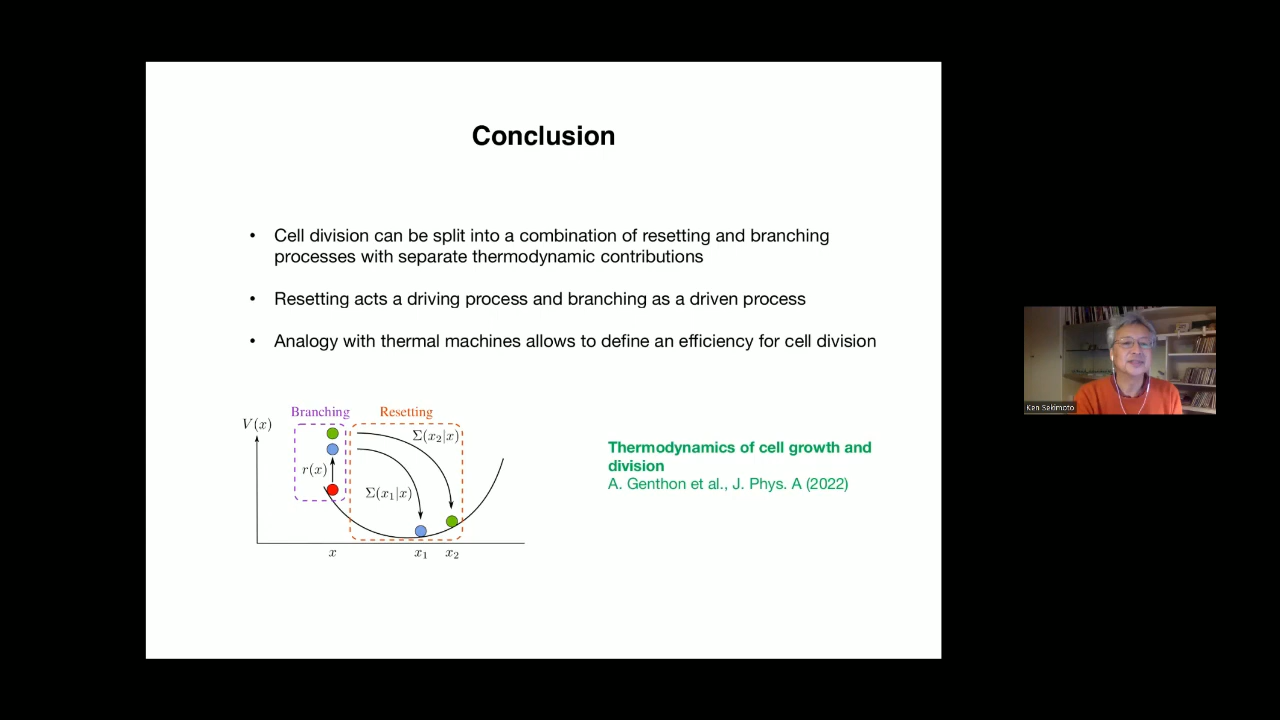 Conclusion
• Cell division can be split into a combination of resetting and branching
processes with separate thermodynamic contributions
• Resetting acts a driving process and branching as a driven process
• Analogy with thermal machines allows to define an efficiency for cell division
Branching
Resetting
V(x)
Σ(x₂|x)
r(x)
Σ(x₁|x)
x
x₁
x₂
Thermodynamics of cell growth and
division
A. Genthon et al., J. Phys. A (2022)
Ken Sekimoto